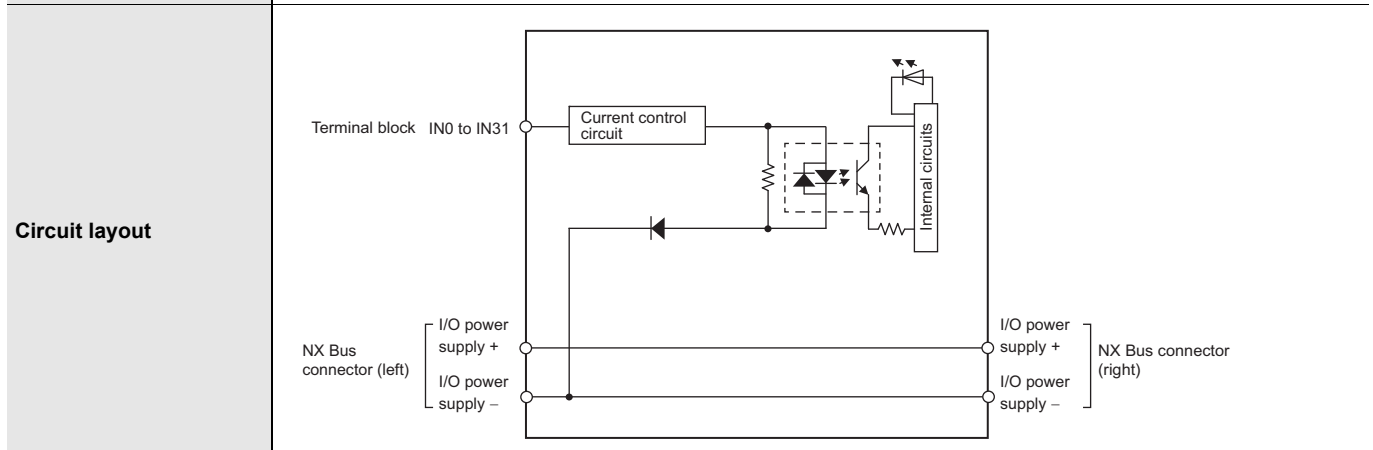 Circuit layout
Terminal block IN0 to IN31
Current control
circuit
Internal circuits
NX Bus
connector (left)
I/O power
supply +
I/O power
supply –
I/O power
supply +
I/O power
supply –
NX Bus connector
(right)